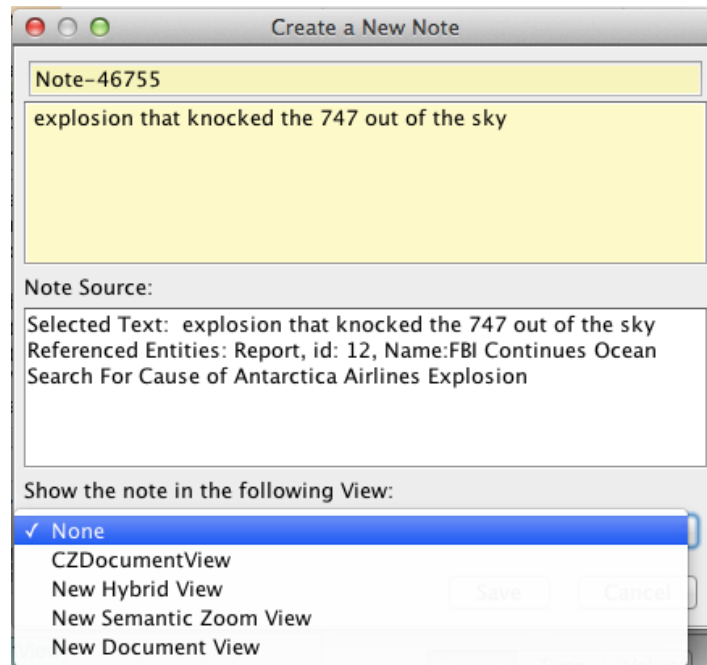 Create a New Note
Note-46755
explosion that knocked the 747 out of the sky
Note Source:
Selected Text:  explosion that knocked the 747 out of the sky
Referenced Entities: Report, id: 12, Name:FBI Continues Ocean
Search For Cause of Antarctica Airlines Explosion
Show the note in the following View:
✓ None
CZDocumentView
New Hybrid View
Save Cancel
New Semantic Zoom View
New Document View